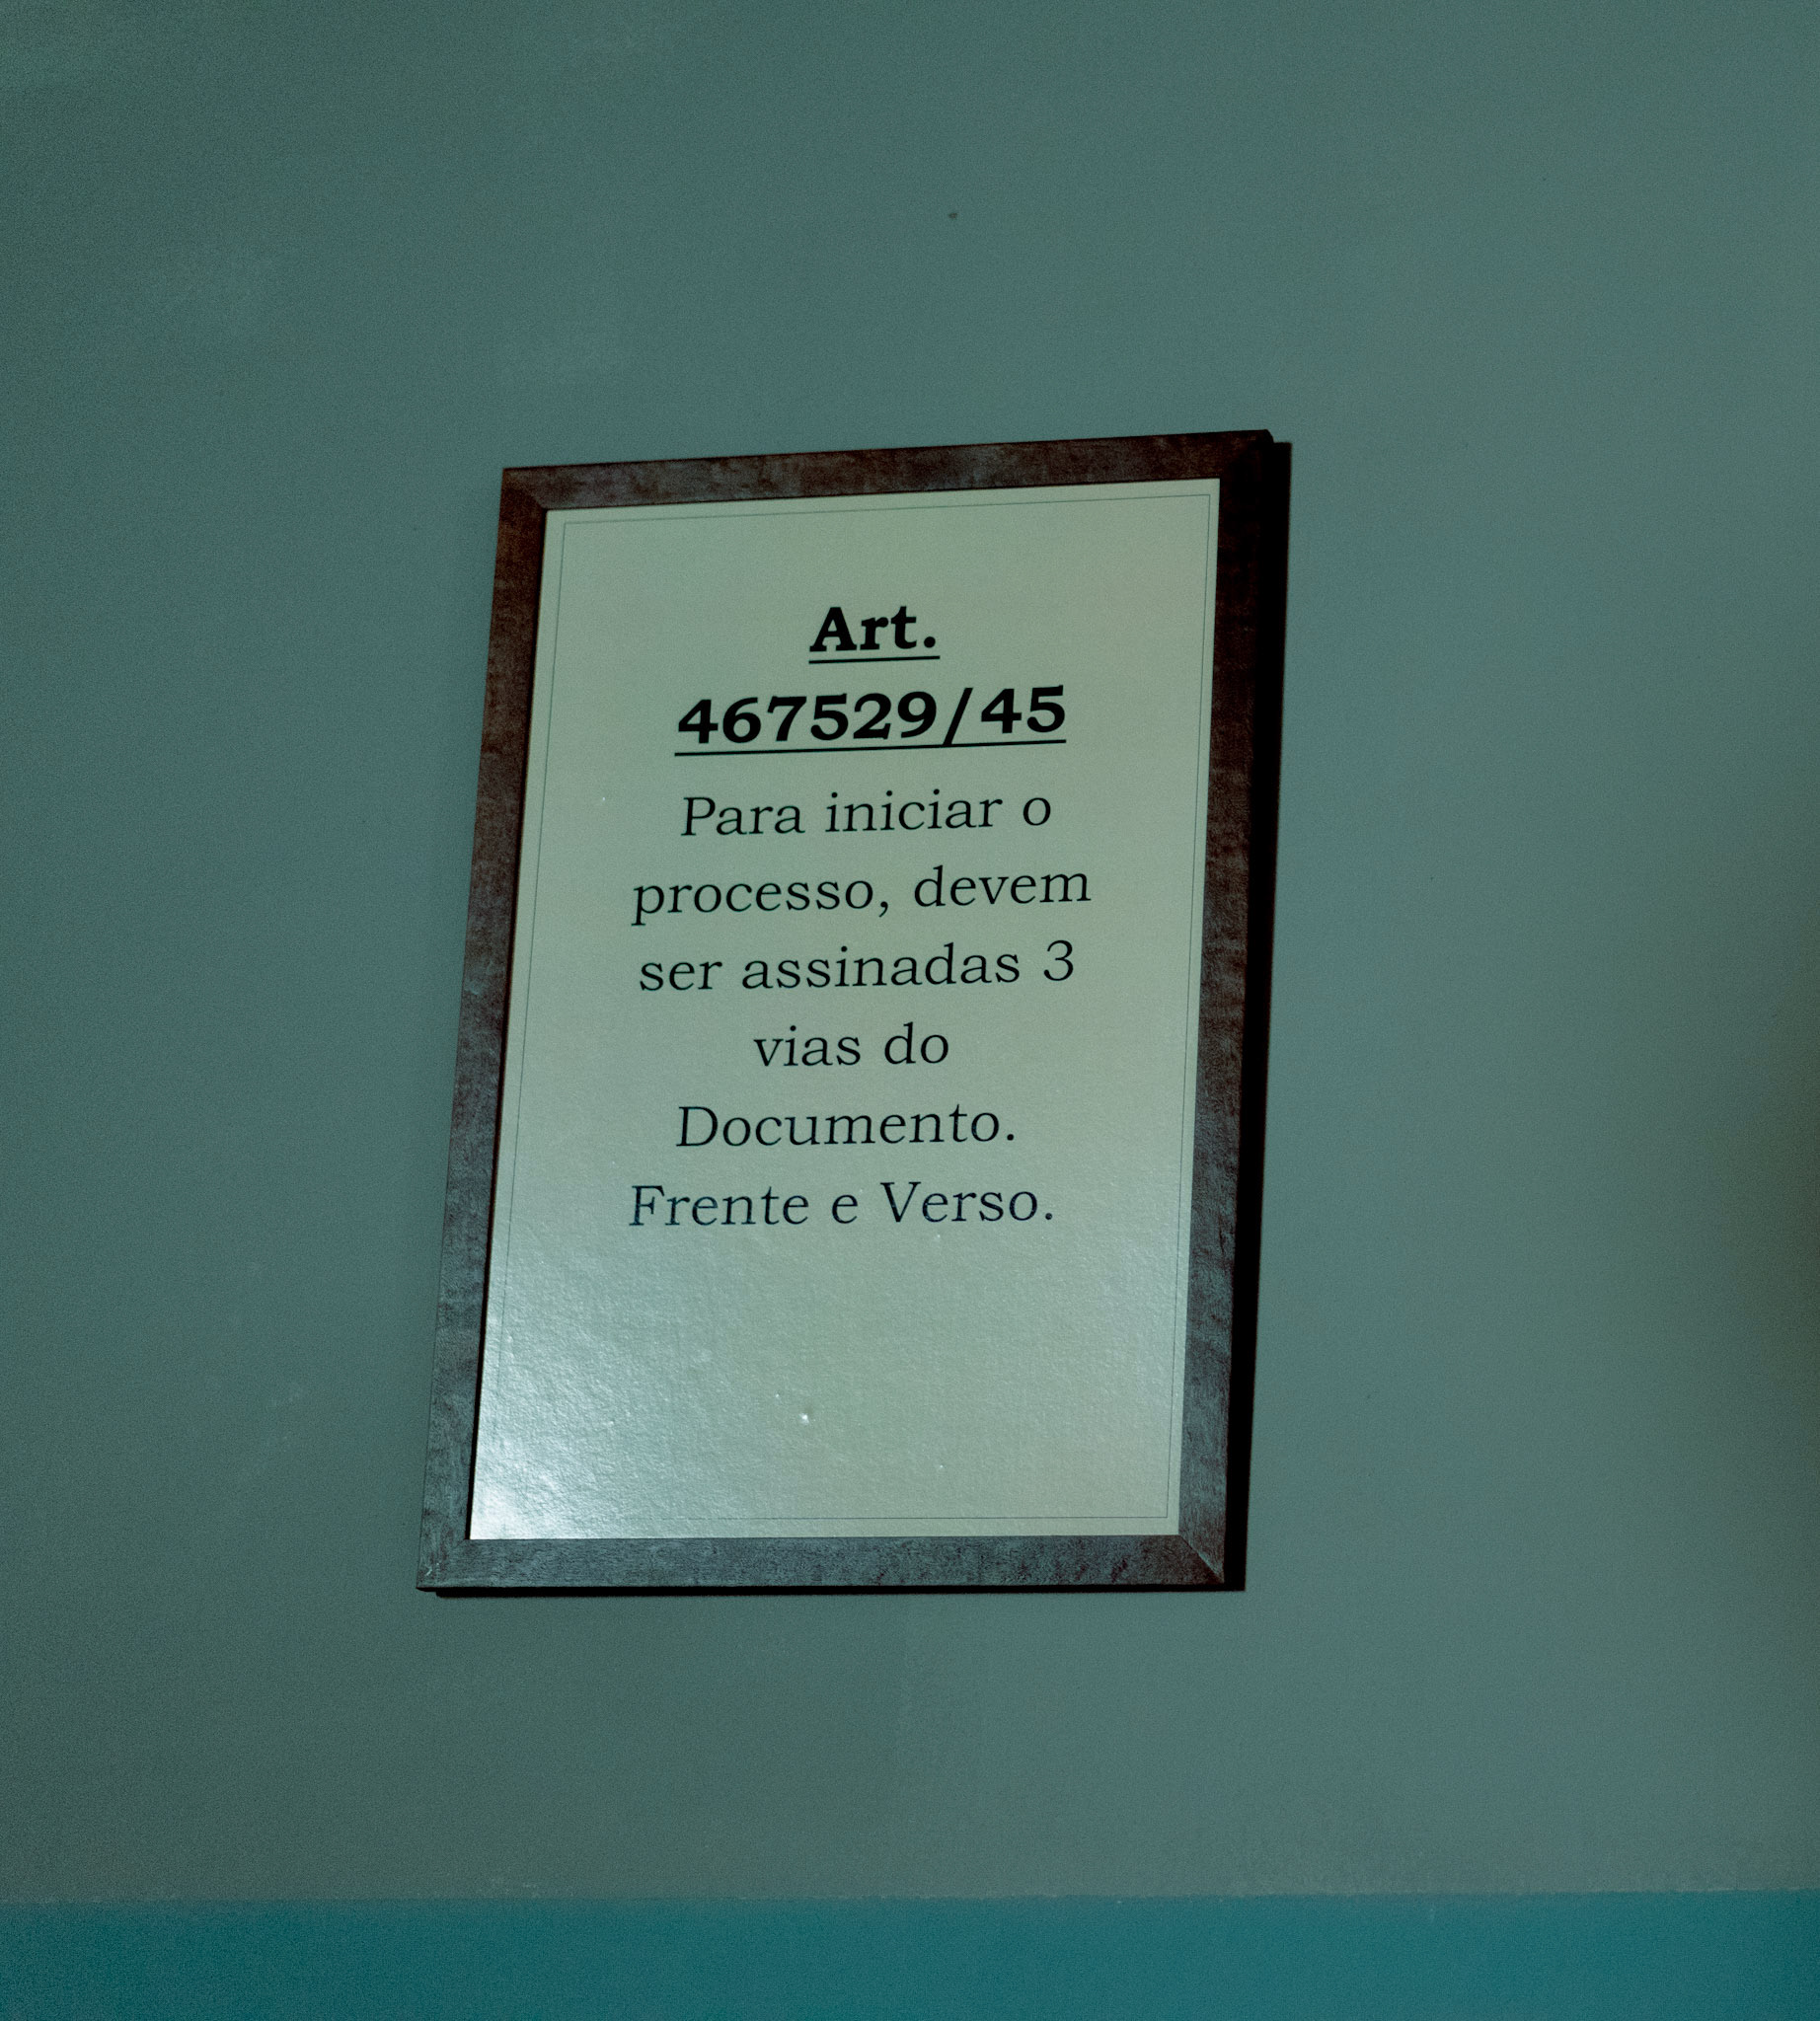 Art.
467529/45
Para iniciar o
processo, devem
ser assinadas 3
vias do
Documento.
Frente e Verso.